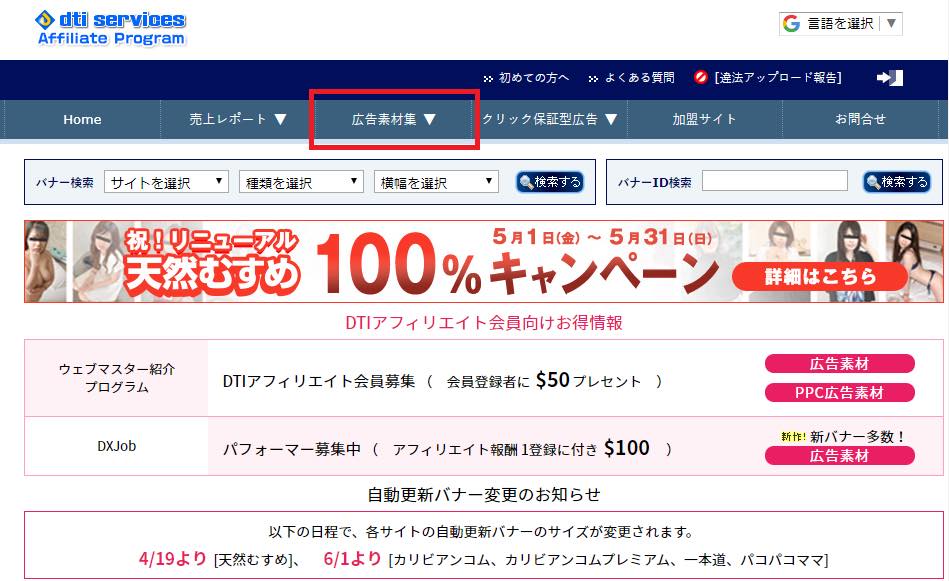 dti services
Affiliate Program
言語を選択 ▼
初めての方へ よくある質問 [違法アップロード報告]
Home 売上レポート ▼ 広告素材集 ▼ クリック保証型広告 ▼ 加盟サイト お問合せ
バナー検索 サイトを選択 ▼ 種類を選択 ▼ 横幅を選択 ▼ 検索する バナーID検索 検索する
祝!リニューアル
天然むすめ 100%キャンペーン
5月1日(金) ~ 5月31日(日)
詳細はこちら
DTIアフィリエイト会員向けお得情報
ウェブマスター紹介
プログラム
DTIアフィリエイト会員募集 ( 会員登録者に $50 プレゼント )
広告素材
PPC広告素材
DXJob
パフォーマー募集中 ( アフィリエイト報酬 1登録に付き $100 )
新作! 新バナー多数!
広告素材
自動更新バナー変更のお知らせ
以下の日程で、各サイトの自動更新バナーのサイズが変更されます。
4/19より [天然むすめ]、 6/1より [カリビアンコム、カリビアンコムプレミアム、一本道、パコパコママ]